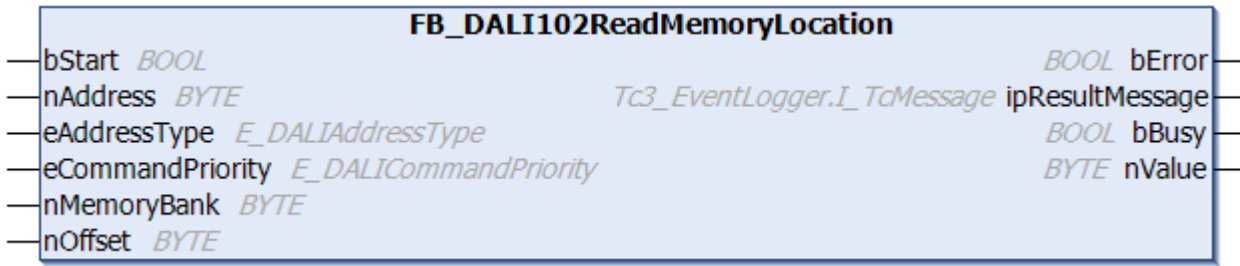 FB_DALI102ReadMemoryLocation
bStart BOOL BOOL bError
nAddress BYTE Tc3_EventLogger.I_TcMessage ipResultMessage
eAddressType E_DALIAddressType BOOL bBusy
eCommandPriority E_DALICommandPriority BYTE nValue
nMemoryBank BYTE
nOffset BYTE